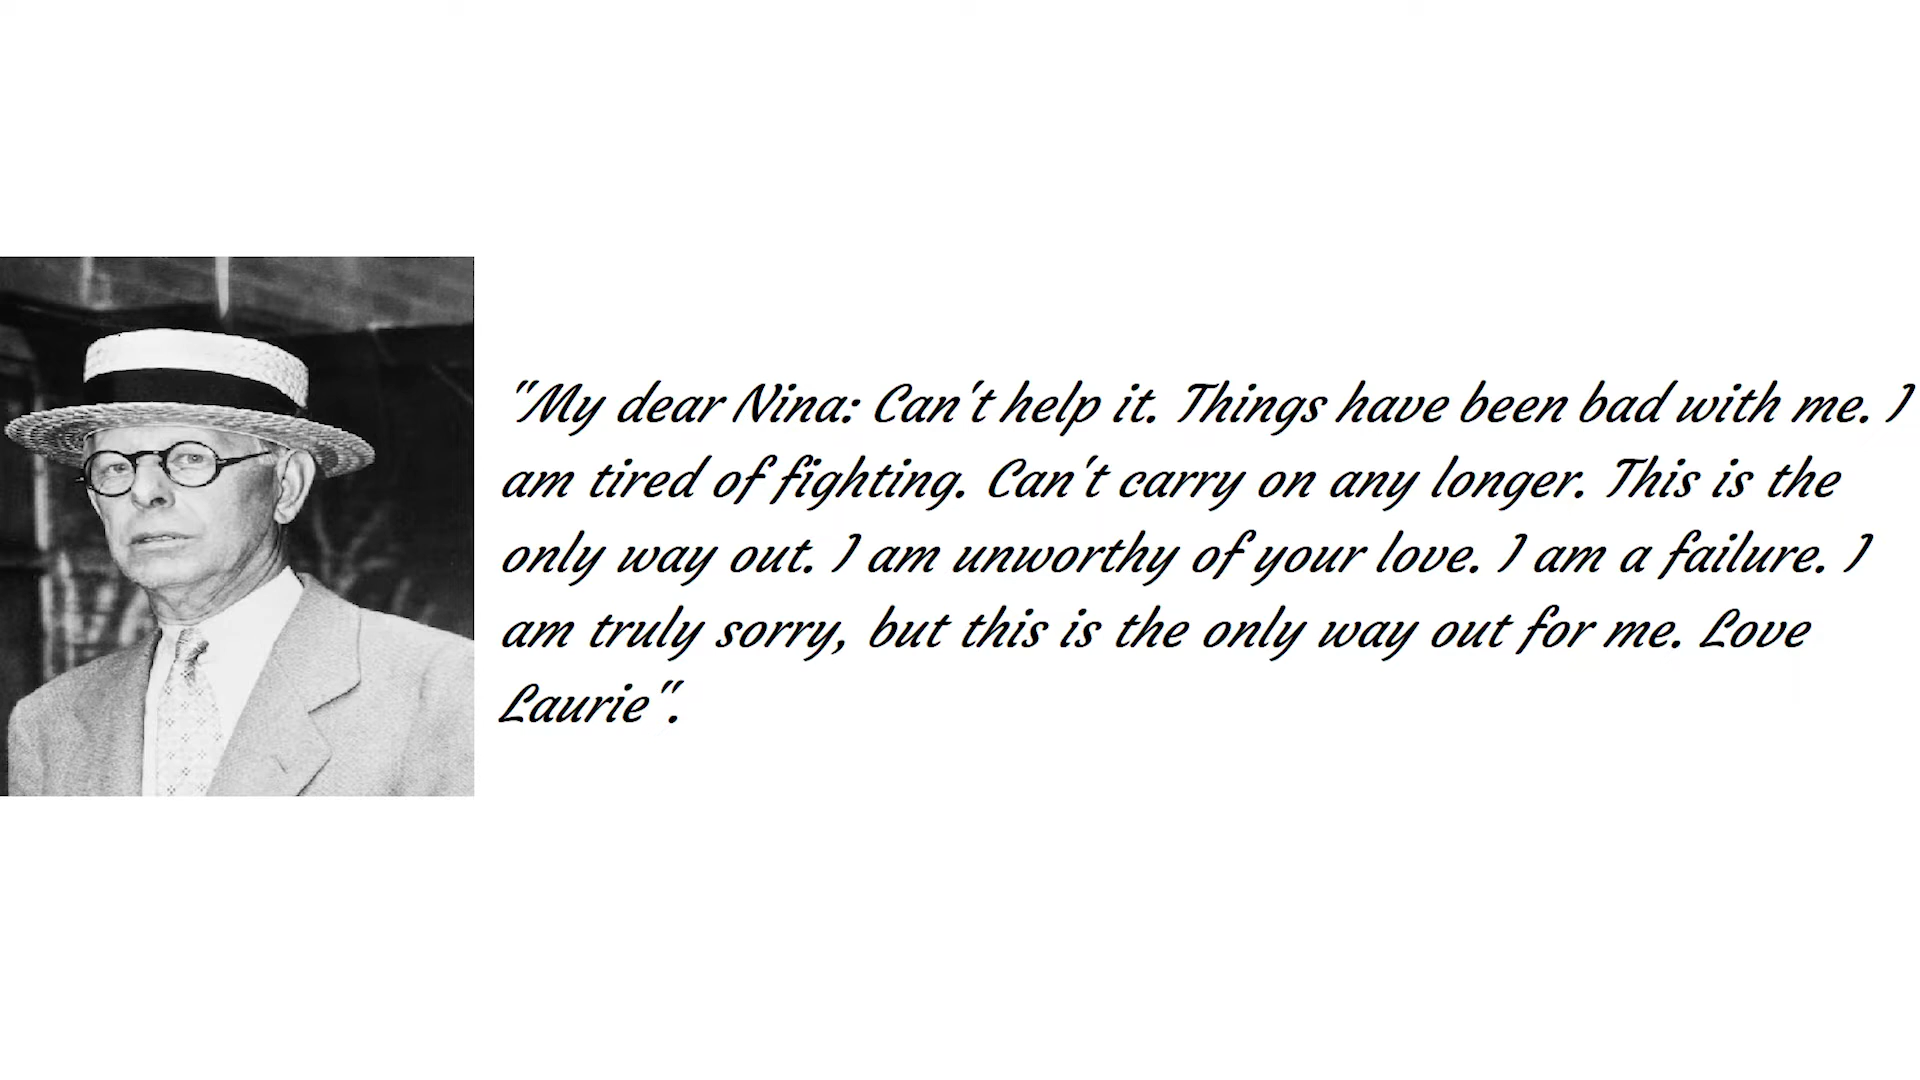 "My dear Nina: Can't help it. Things have been bad with me. I
am tired of fighting. Can't carry on any longer. This is the
only way out. I am unworthy of your love. I am a failure. I
am truly sorry, but this is the only way out for me. Love
Laurie".